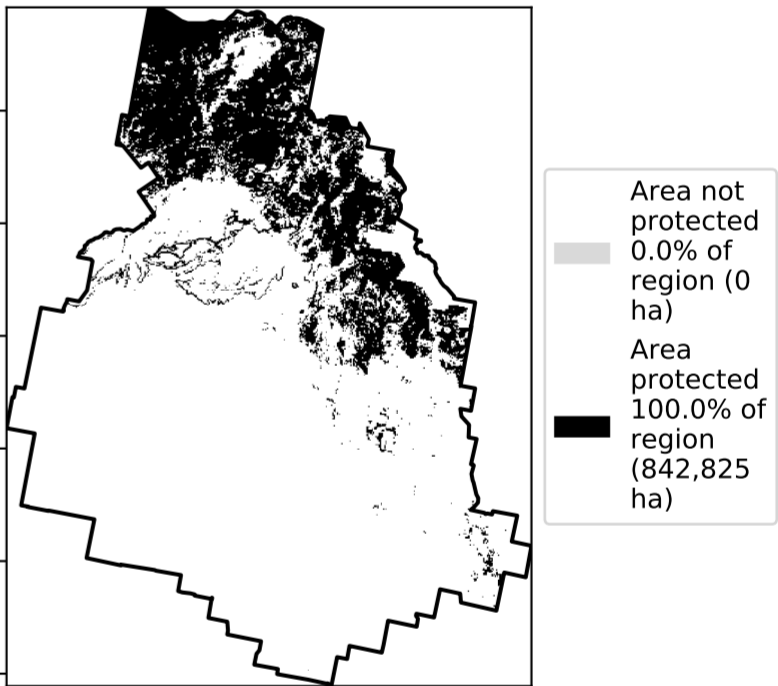 Area not
protected
0.0% of
region (0
ha)
Area
protected
100.0% of
region
(842,825
ha)